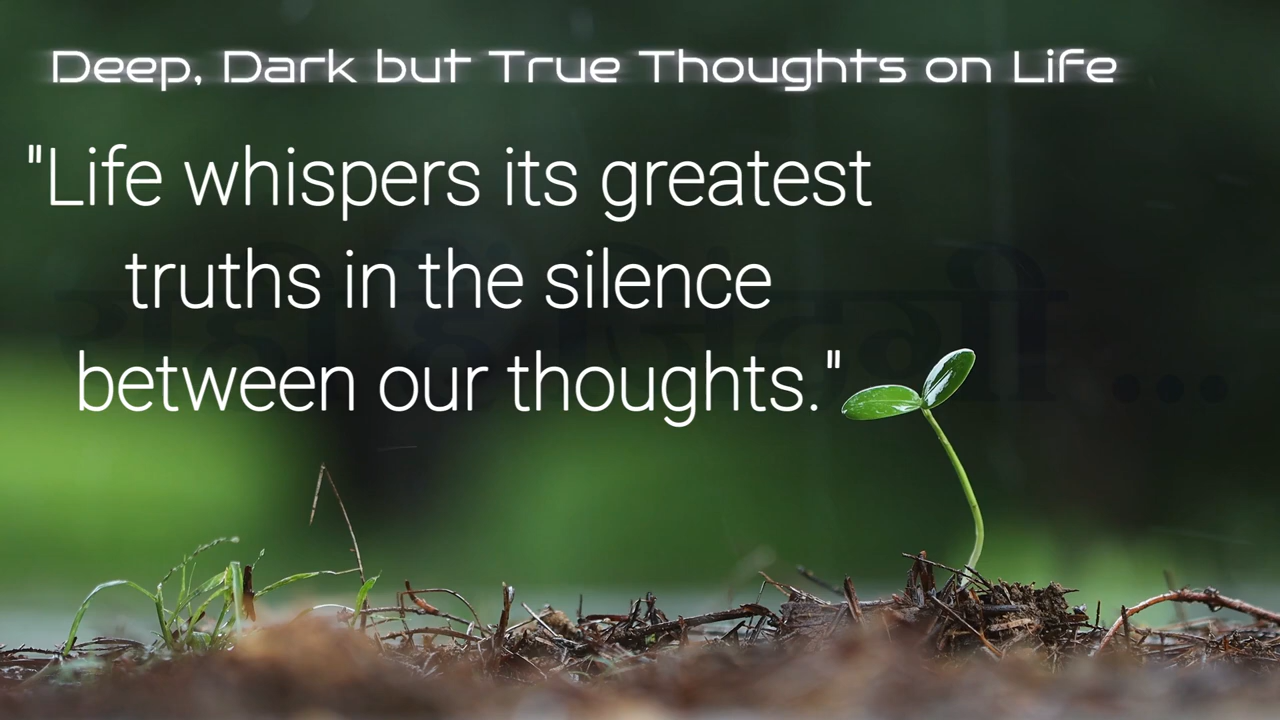 Deep, Dark but True Thoughts on Life
"Life whispers its greatest
truths in the silence
between our thoughts."